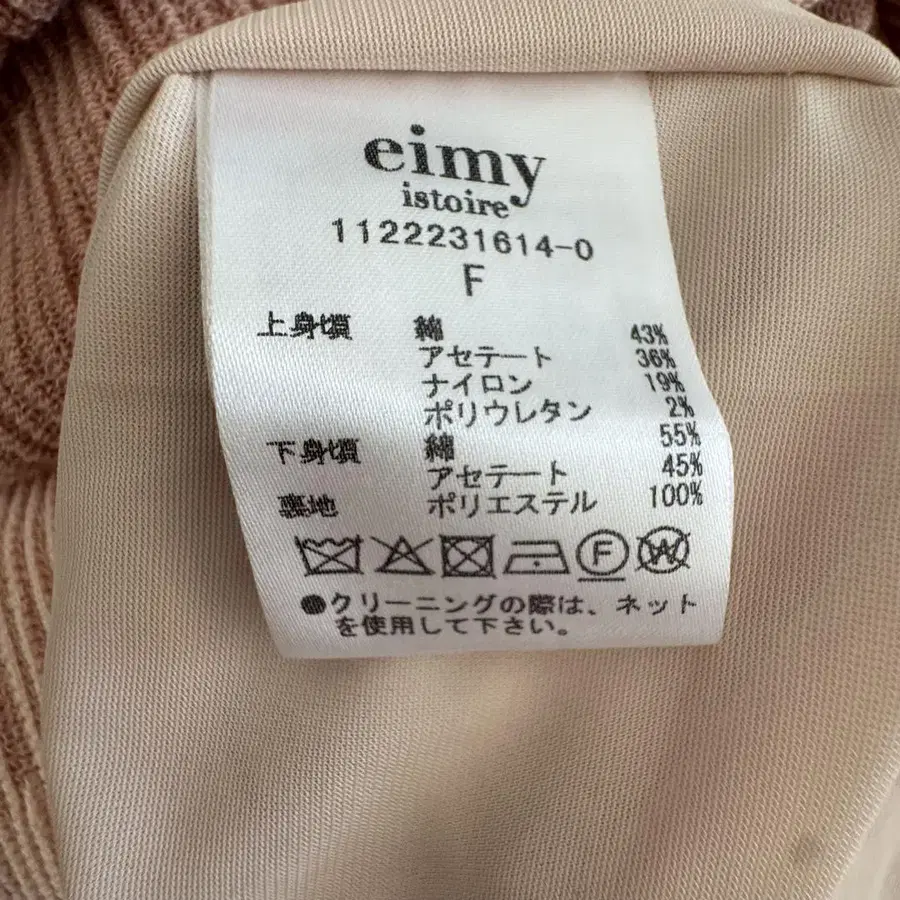 eimy
istoire
1122231614-0
F
上身頃 綿 43%
アセテート 36%
ナイロン 19%
ポリウレタン 2%
下身頃 綿 55%
アセテート 45%
裏地 ポリエステル 100%
F W
●クリーニングの際は、ネット
を使用して下さい。